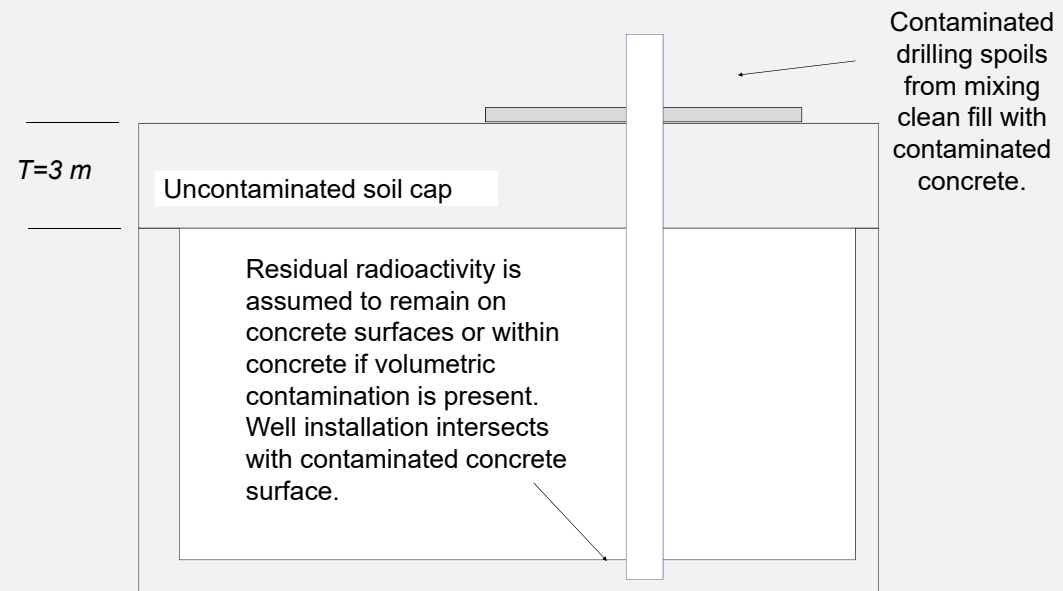 Contaminated
drilling spoils
from mixing
clean fill with
contaminated
concrete.
T=3 m
Uncontaminated soil cap
Residual radioactivity is
assumed to remain on
concrete surfaces or within
concrete if volumetric
contamination is present.
Well installation intersects
with contaminated concrete
surface.